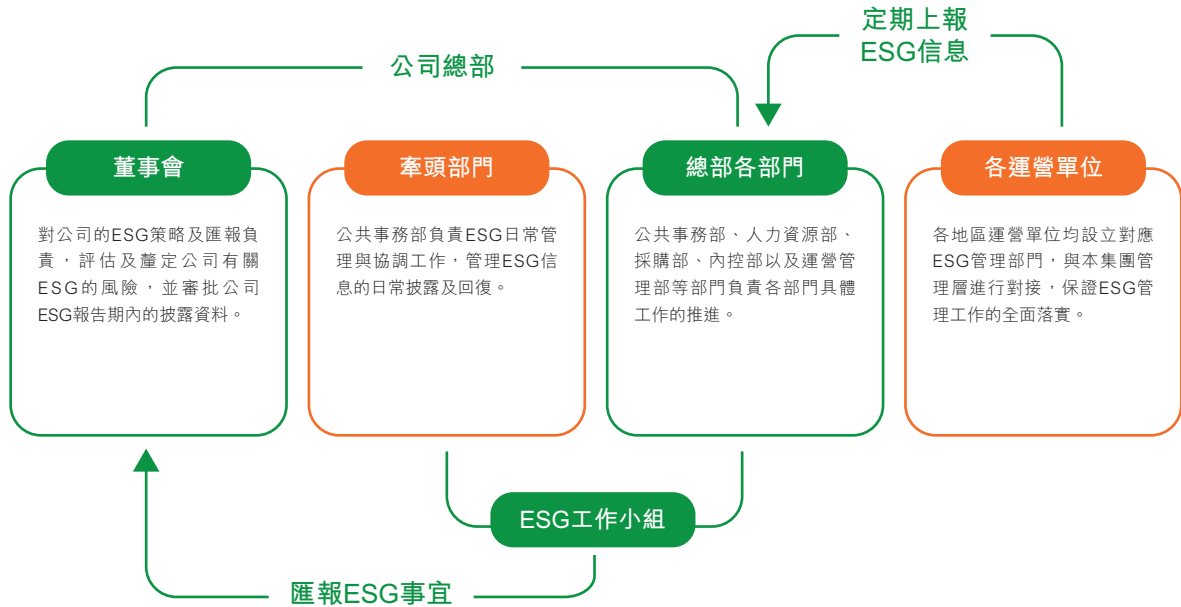 定期上報
ESG信息
公司總部
董事會
對公司的ESG策略及匯報負
責，評估及釐定公司有關
ESG的風險，並審批公司
ESG報告期內的披露資料。
牽頭部門
公共事務部負責ESG日常管
理與協調工作，管理ESG信
息的日常披露及回復。
總部各部門
公共事務部、人力資源部、
採購部、內控部以及運營管
理部等部門負責各部門具體
工作的推進。
各運營單位
各地區運營單位均設立對應
ESG管理部門，與本集團管
理層進行對接，保證ESG管
理工作的全面落實。
ESG工作小組
匯報ESG事宜